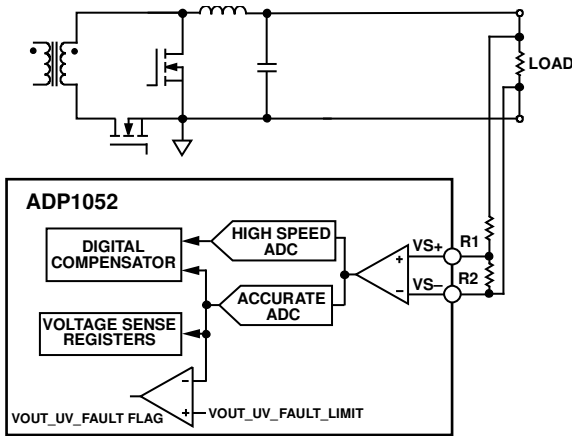 LOAD
ADP1052
HIGH SPEED
ADC
VS+
R1
DIGITAL
COMPENSATOR
R2
VS–
ACCURATE
ADC
VOLTAGE SENSE
REGISTERS
VOUT_UV_FAULT FLAG
VOUT_UV_FAULT_LIMIT
+
–
–
+